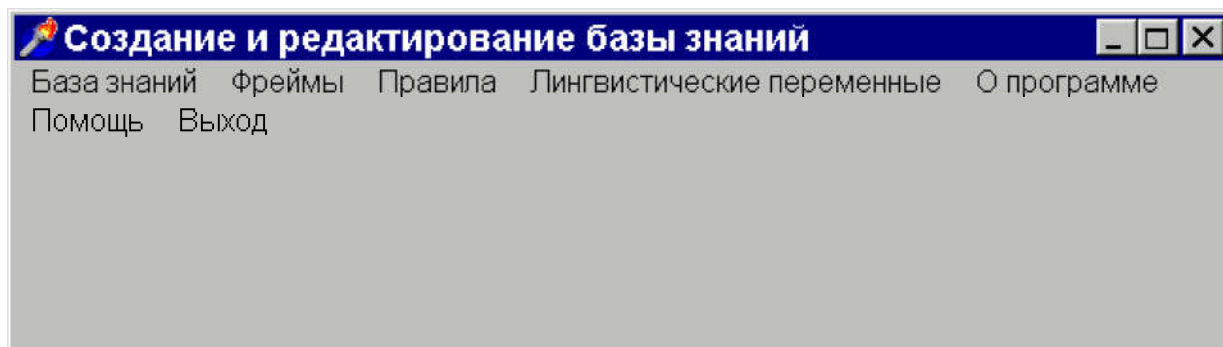 Создание и редактирование базы знаний
База знаний Фреймы Правила Лингвистические переменные О программе
Помощь Выход